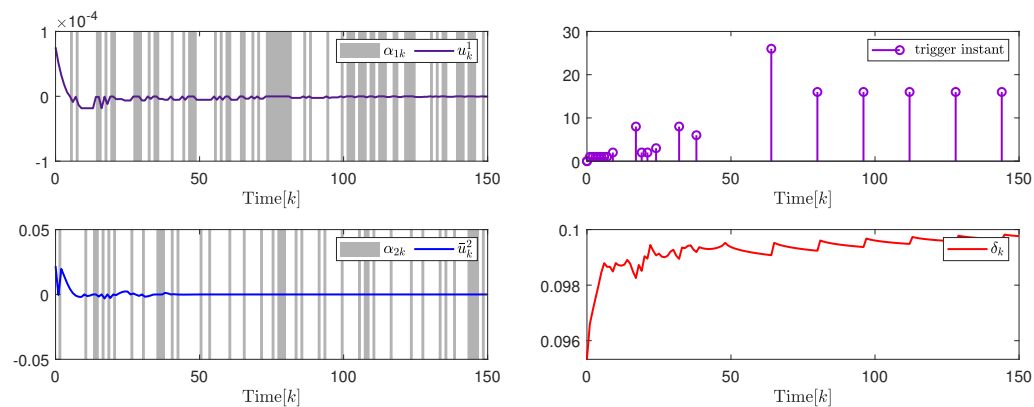 ×10⁻⁴
1
0
-1
α₁ₖ u¹ₖ
0 50 100 150
Time[k]
30
20
10
0
trigger instant
0 50 100 150
Time[k]
0.05
0
-0.05
α₂ₖ ū²ₖ
0 50 100 150
Time[k]
0.1
0.098
0.096
δₖ
0 50 100 150
Time[k]